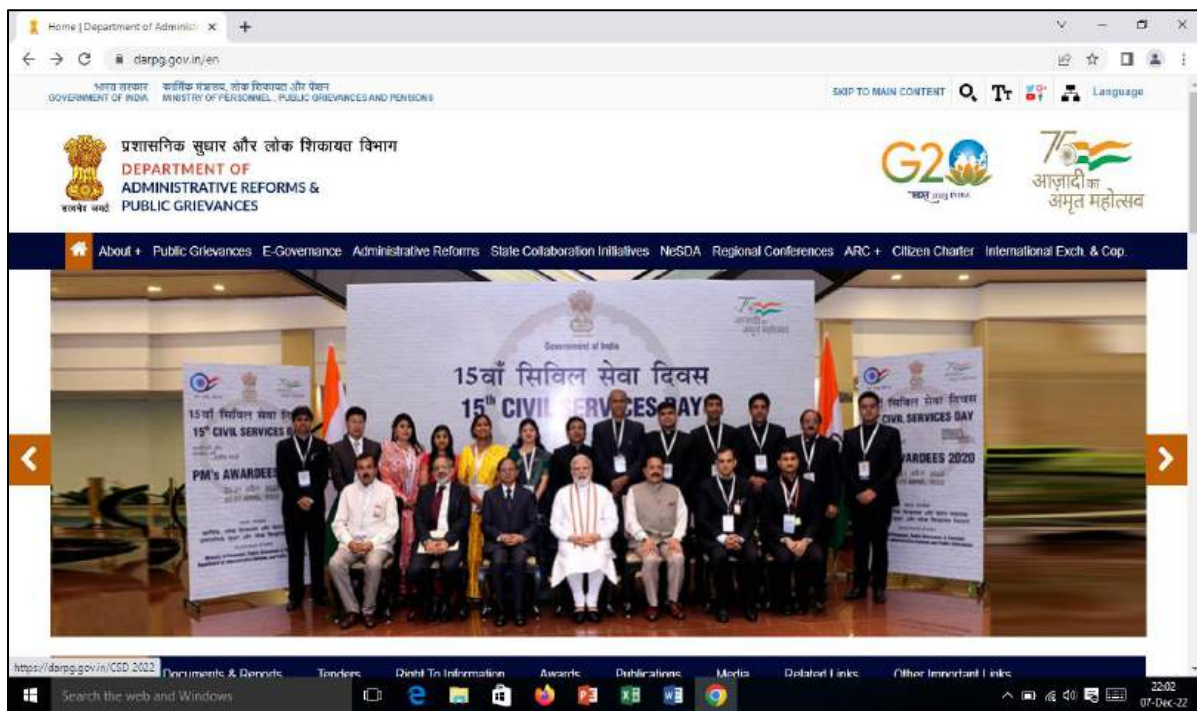 Home | Department of Administ
darpg.gov.in/en
भारत सरकार
GOVERNMENT OF INDIA
कार्मिक मंत्रालय, लोक शिकायत और पेंशन
MINISTRY OF PERSONNEL, PUBLIC GRIEVANCES AND PENSIONS
SKIP TO MAIN CONTENT
Language
प्रशासनिक सुधार और लोक शिकायत विभाग
DEPARTMENT OF
ADMINISTRATIVE REFORMS &
PUBLIC GRIEVANCES
सत्यमेव जयते
G20
भारत 2023 INDIA
75
आज़ादी का
अमृत महोत्सव
About + Public Grievances E-Governance Administrative Reforms State Collaboration Initiatives NeSDA Regional Conferences ARC + Citizen Charter International Exch. & Cop.
Government of India
15वाँ सिविल सेवा दिवस
15th CIVIL SERVICES DAY
15वाँ सिविल सेवा
15th CIVIL SERVICES
PM's AWARDEES
सिविल सेवा दिवस
CIVIL SERVICES DAY
AWARDEES 2020
https://darpg.gov.in/CSD-2022
Documents & Reports Tenders Right To Information Awards Publications Media Related Links Other Important Links
Search the web and Windows
22:02
07-Dec-22